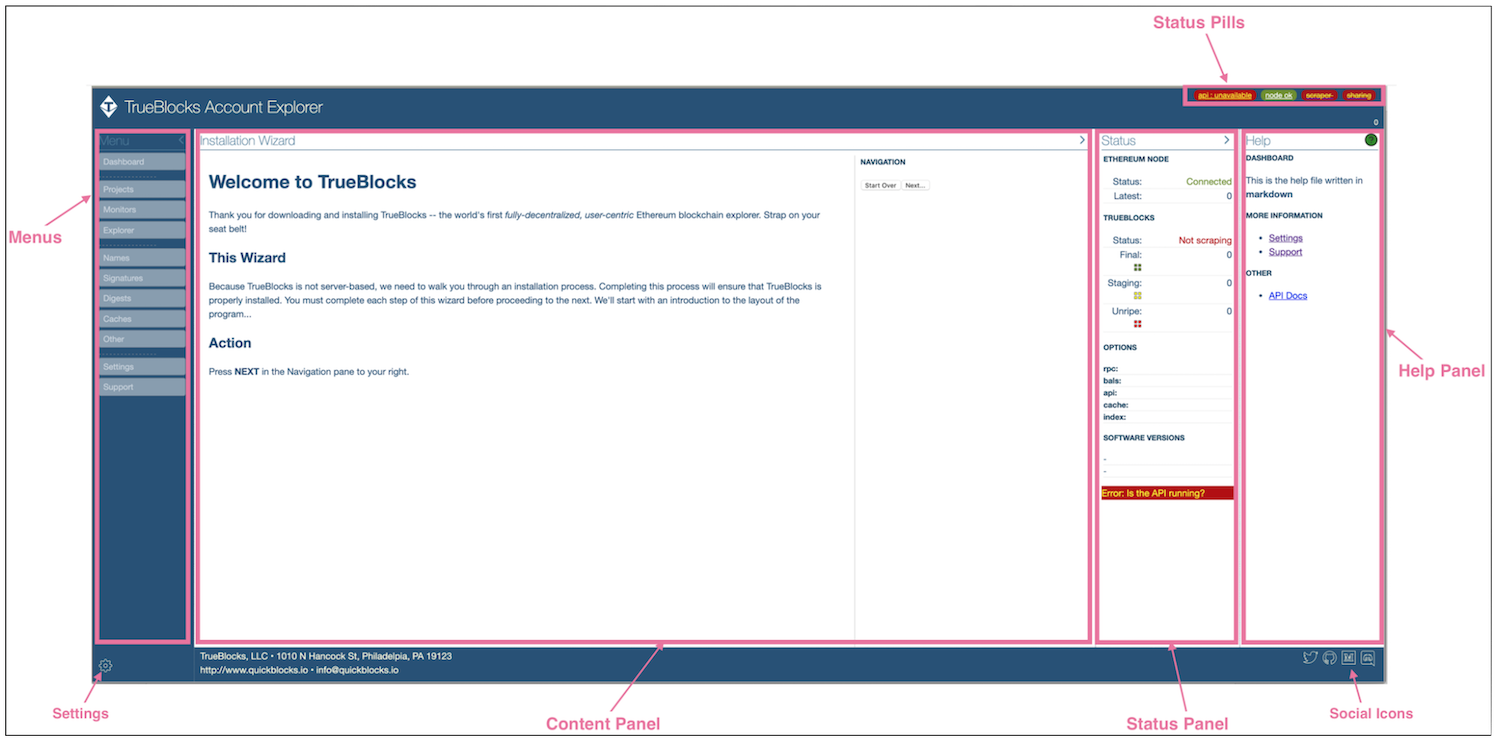 Status Pills
TrueBlocks Account Explorer
api : unavailable node ok scraper sharing
0
Menu
Dashboard
Projects
Monitors
Explorer
Names
Signatures
Digests
Caches
Other
Settings
Support
Menus
Installation Wizard
Welcome to TrueBlocks
Thank you for downloading and installing TrueBlocks -- the world's first fully-decentralized, user-centric Ethereum blockchain explorer. Strap on your
seat belt!
This Wizard
Because TrueBlocks is not server-based, we need to walk you through an installation process. Completing this process will ensure that TrueBlocks is
properly installed. You must complete each step of this wizard before proceeding to the next. We'll start with an introduction to the layout of the
program...
Action
Press NEXT in the Navigation pane to your right.
NAVIGATION
Start Over Next...
Status
ETHEREUM NODE
Status: Connected
Latest: 0
TRUEBLOCKS
Status: Not scraping
Final: 0
Staging: 0
Unripe: 0
OPTIONS
rpc:
bals:
api:
cache:
index:
SOFTWARE VERSIONS
-
-
Error: Is the API running?
Help
?
DASHBOARD
This is the help file written in
markdown
MORE INFORMATION
• Settings
• Support
OTHER
• API Docs
Help Panel
TrueBlocks, LLC • 1010 N Hancock St, Philadelpia, PA 19123
http://www.quickblocks.io • info@quickblocks.io
Settings
Content Panel
Status Panel
Social Icons